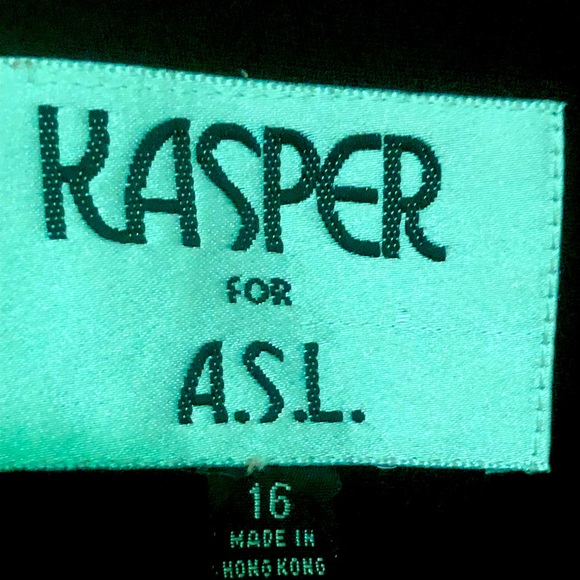 KASPER
FOR
A.S.L.
16
MADE IN
HONG KONG